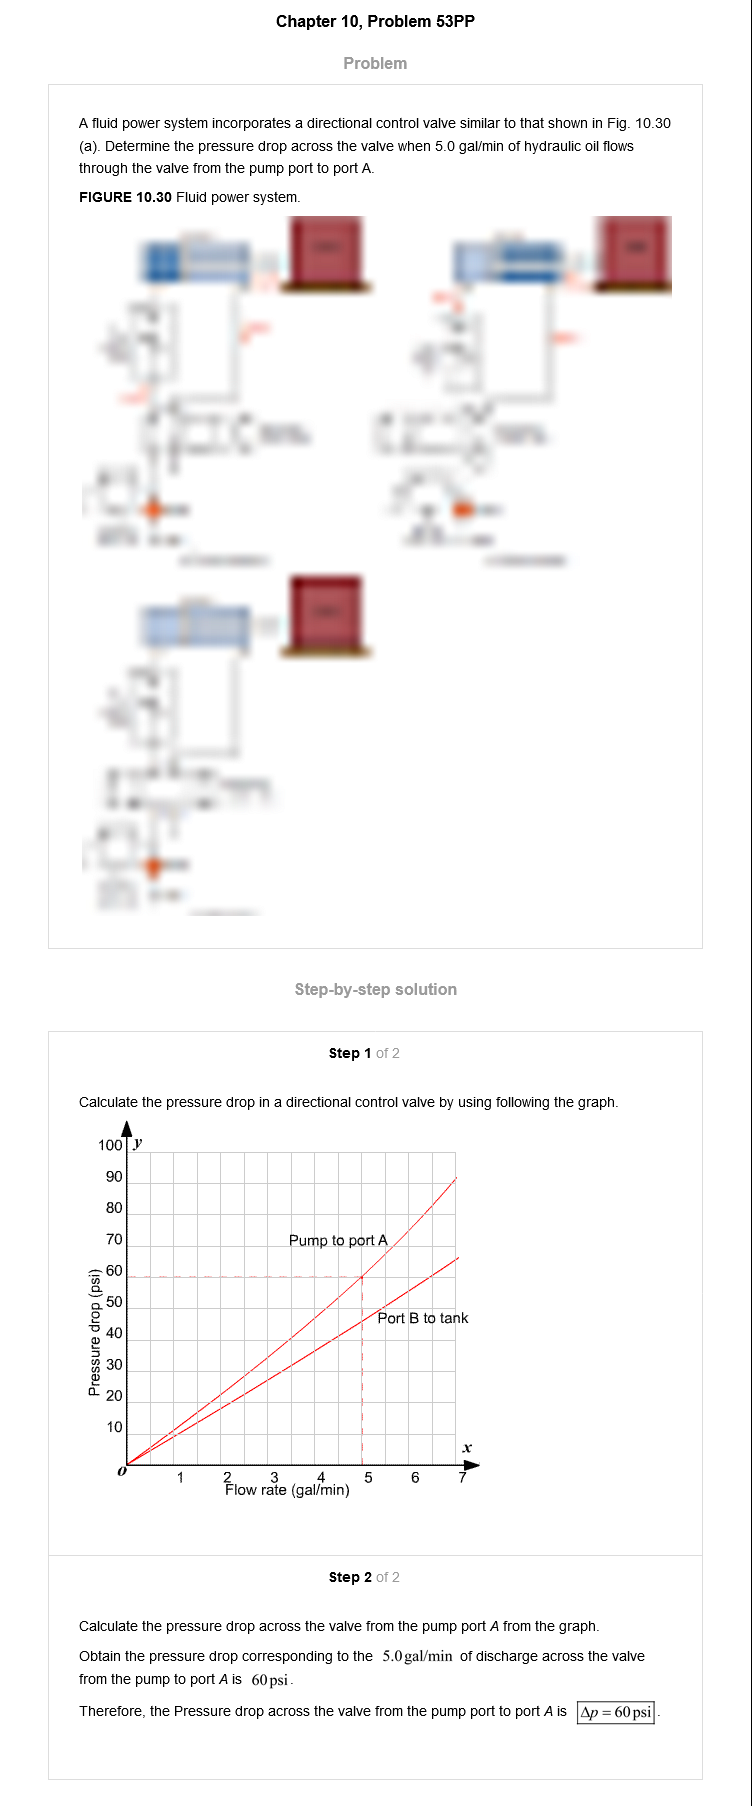 Chapter 10, Problem 53PP
Problem
A fluid power system incorporates a directional control valve similar to that shown in Fig. 10.30
(a). Determine the pressure drop across the valve when 5.0 gal/min of hydraulic oil flows
through the valve from the pump port to port A.
FIGURE 10.30 Fluid power system.
Step-by-step solution
Step 1 of 2
Calculate the pressure drop in a directional control valve by using following the graph.
100 y
90
80
70
Pump to port A
60
50
Port B to tank
40
30
20
10
Pressure drop (psi)
x
o
1 2 3 4 5 6 7
Flow rate (gal/min)
Step 2 of 2
Calculate the pressure drop across the valve from the pump port A from the graph.
Obtain the pressure drop corresponding to the 5.0 gal/min of discharge across the valve
from the pump to port A is 60 psi.
Therefore, the Pressure drop across the valve from the pump port to port A is Δp = 60 psi.